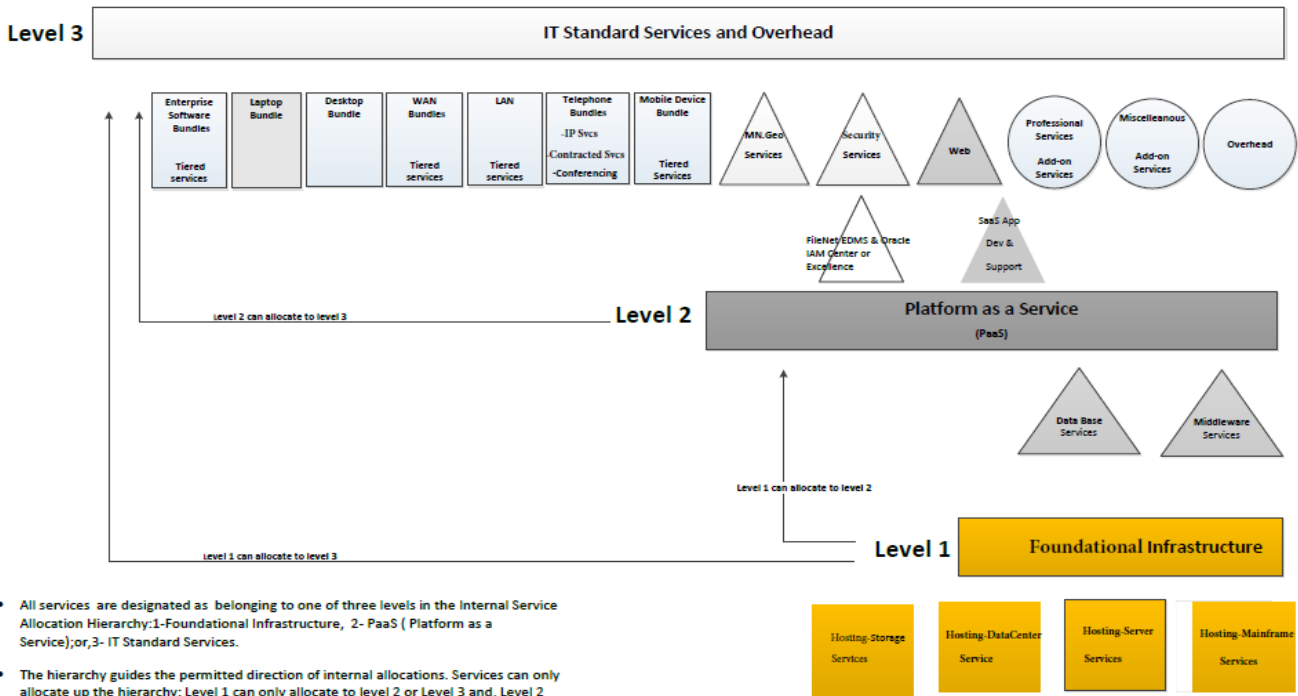 Level 3
IT Standard Services and Overhead
Enterprise
Software
Bundles
Tiered
services
Laptop
Bundle
Desktop
Bundle
WAN
Bundles
Tiered
services
LAN
Tiered
services
Telephone
Bundles
-IP Svcs
-Contracted Svcs
-Conferencing
Mobile Device
Bundle
Tiered
Services
MN.Geo
Services
Security
Services
Web
Professional
Services
Add-on
Services
Miscelleanous
Add-on
Services
Overhead
FileNet EDMS & Oracle
IAM Center or
Excellence
SaaS App
Dev &
Support
Level 2 can allocate to level 3
Level 2
Platform as a Service
(PaaS)
Data Base
Services
Middleware
Services
Level 1 can allocate to level 2
Level 1 can allocate to level 3
Level 1
Foundational Infrastructure
• All services are designated as belonging to one of three levels in the Internal Service
Allocation Hierarchy:1-Foundational Infrastructure, 2- PaaS ( Platform as a
Service);or,3- IT Standard Services.
• The hierarchy guides the permitted direction of internal allocations. Services can only
allocate up the hierarchy: Level 1 can only allocate to level 2 or Level 3 and, Level 2
Hosting-Storage
Services
Hosting-DataCenter
Service
Hosting-Server
Services
Hosting-Mainframe
Services